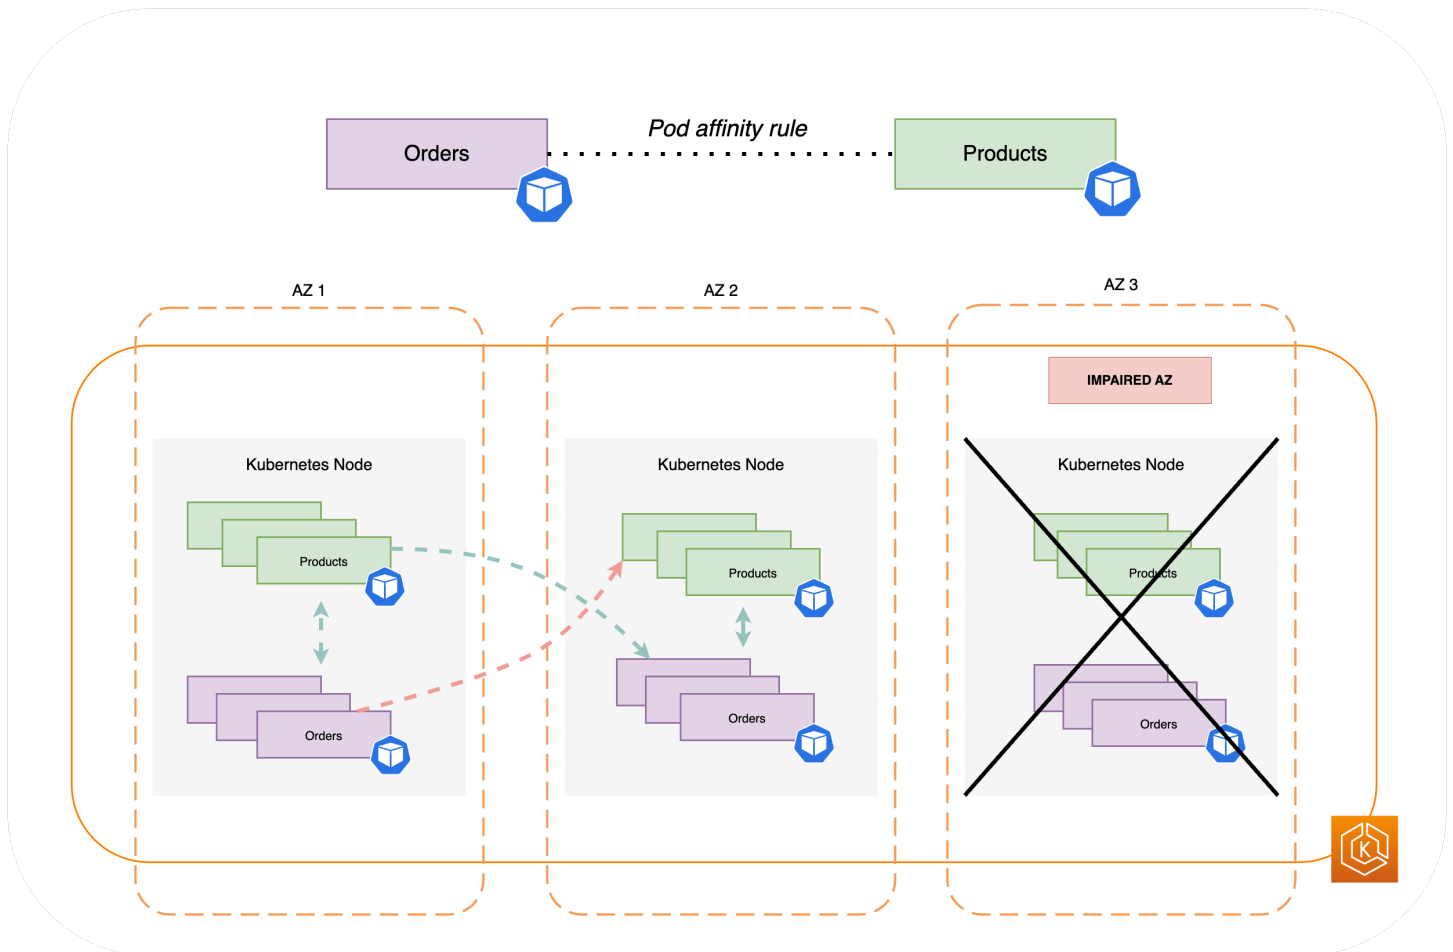 Pod affinity rule
Orders
Products
AZ 1
AZ 2
AZ 3
IMPAIRED AZ
Kubernetes Node
Kubernetes Node
Kubernetes Node
Products
Products
Products
Orders
Orders
Orders
K